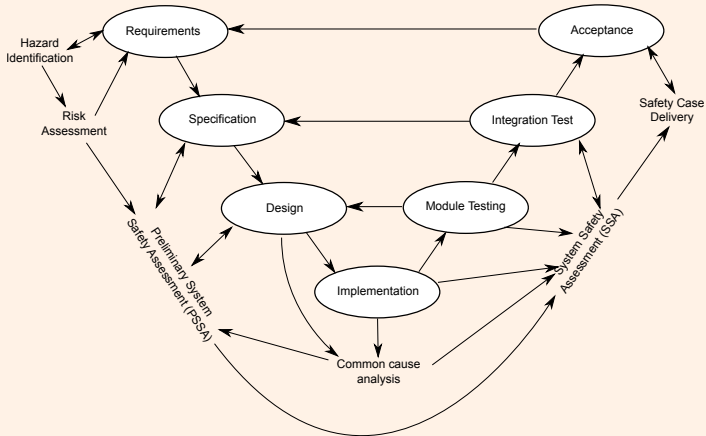 Requirements
Acceptance
Hazard
Identification
Risk
Assessment
Safety Case
Delivery
Specification
Integration Test
Design
Module Testing
Preliminary System
Safety Assessment (PSSA)
System Safety
Assessment (SSA)
Implementation
Common cause
analysis